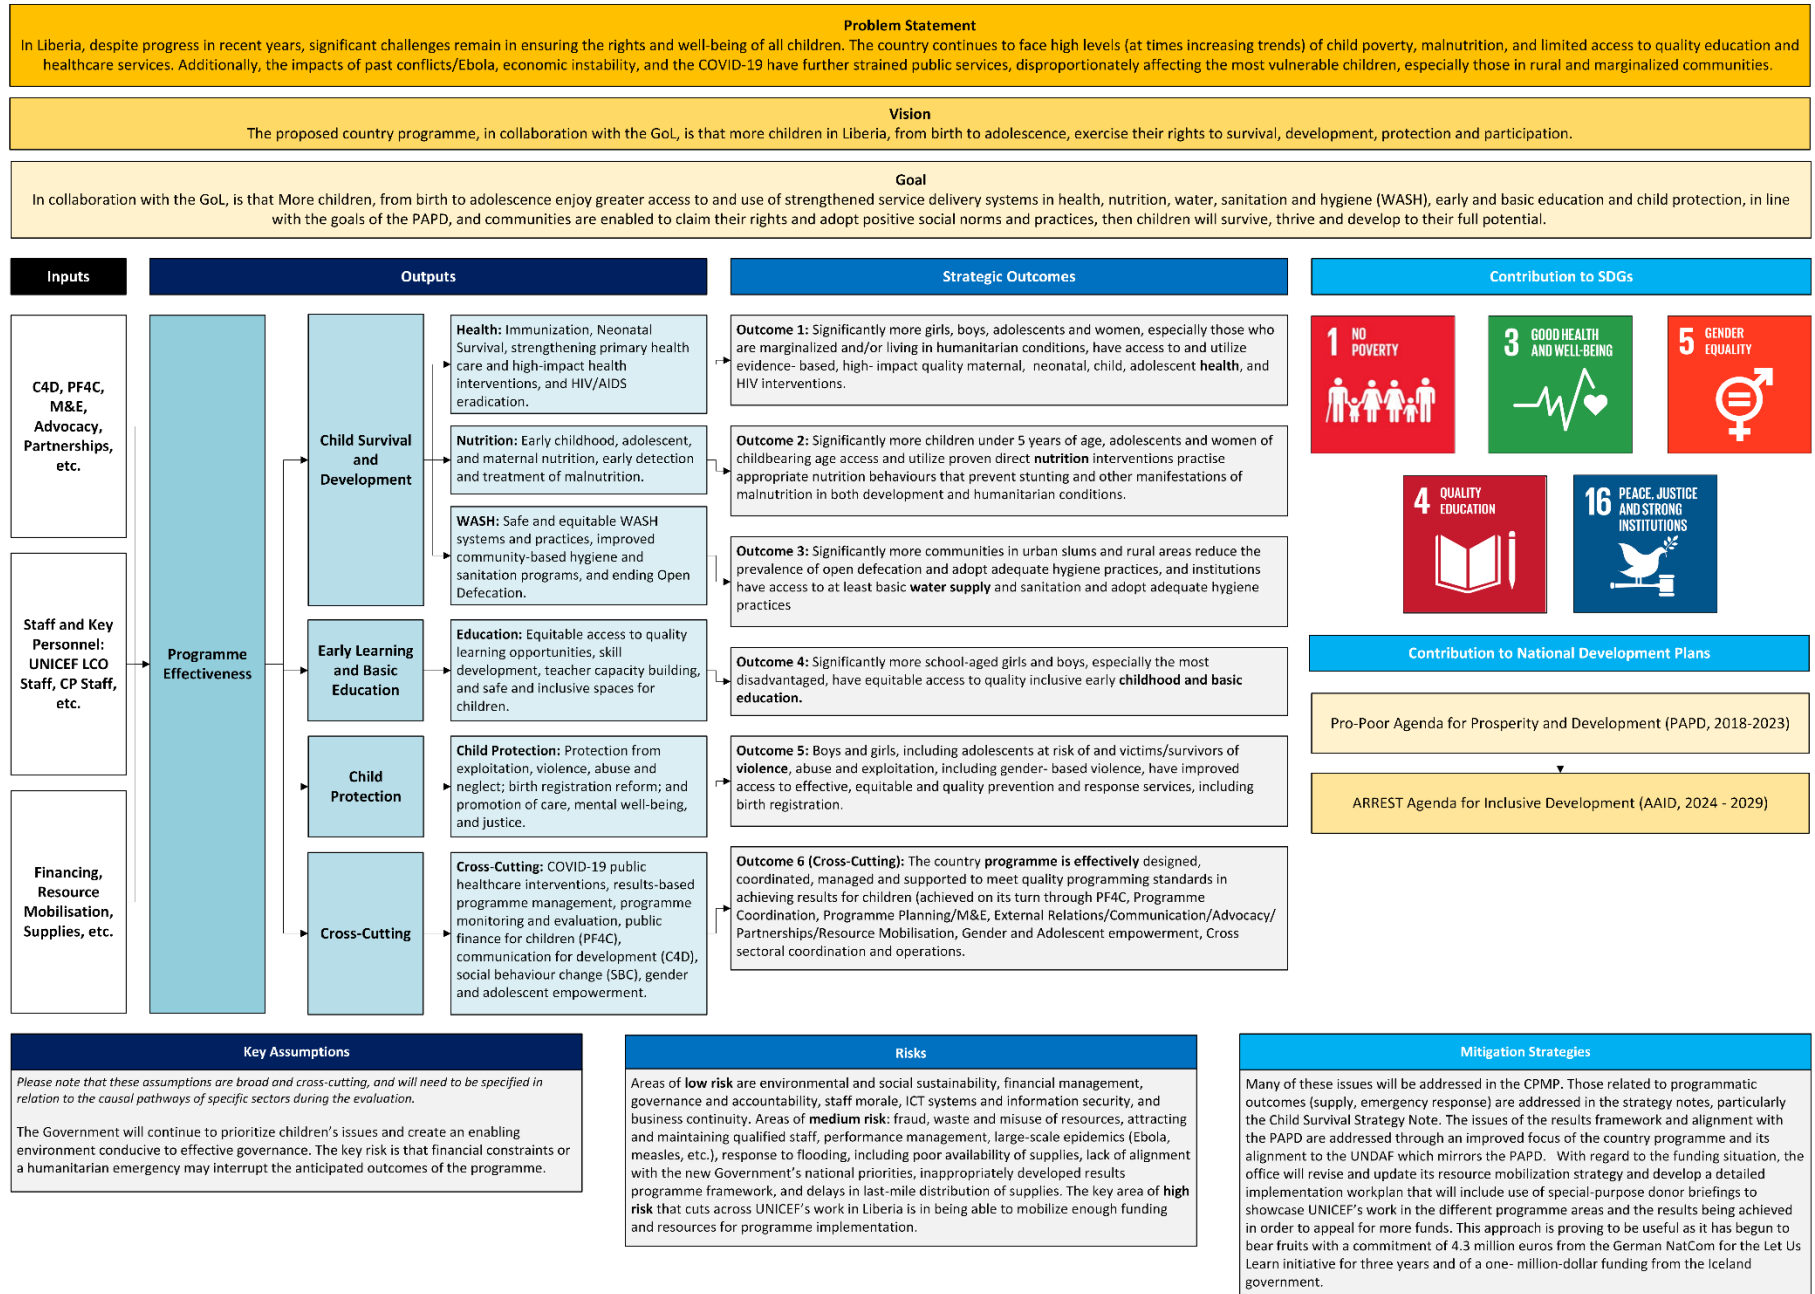 Problem Statement
In Liberia, despite progress in recent years, significant challenges remain in ensuring the rights and well-being of all children. The country continues to face high levels (at times increasing trends) of child poverty, malnutrition, and limited access to quality education and
healthcare services. Additionally, the impacts of past conflicts/Ebola, economic instability, and the COVID-19 have further strained public services, disproportionately affecting the most vulnerable children, especially those in rural and marginalized communities.
Vision
The proposed country programme, in collaboration with the GoL, is that more children in Liberia, from birth to adolescence, exercise their rights to survival, development, protection and participation.
Goal
In collaboration with the GoL, is that More children, from birth to adolescence enjoy greater access to and use of strengthened service delivery systems in health, nutrition, water, sanitation and hygiene (WASH), early and basic education and child protection, in line
with the goals of the PAPD, and communities are enabled to claim their rights and adopt positive social norms and practices, then children will survive, thrive and develop to their full potential.
Inputs
C4D, PF4C,
M&E,
Advocacy,
Partnerships,
etc.
Staff and Key
Personnel:
UNICEF LCO
Staff, CP Staff,
etc.
Financing,
Resource
Mobilisation,
Supplies, etc.
Outputs
Programme
Effectiveness
Child Survival
and
Development
Health: Immunization, Neonatal
Survival, strengthening primary health
care and high-impact health
interventions, and HIV/AIDS
eradication.
Nutrition: Early childhood, adolescent,
and maternal nutrition, early detection
and treatment of malnutrition.
WASH: Safe and equitable WASH
systems and practices, improved
community-based hygiene and
sanitation programs, and ending Open
Defecation.
Early Learning
and Basic
Education
Education: Equitable access to quality
learning opportunities, skill
development, teacher capacity building,
and safe and inclusive spaces for
children.
Child
Protection
Child Protection: Protection from
exploitation, violence, abuse and
neglect; birth registration reform; and
promotion of care, mental well-being,
and justice.
Cross-Cutting
Cross-Cutting: COVID-19 public
healthcare interventions, results-based
programme management, programme
monitoring and evaluation, public
finance for children (PF4C),
communication for development (C4D),
social behaviour change (SBC), gender
and adolescent empowerment.
Strategic Outcomes
Outcome 1: Significantly more girls, boys, adolescents and women, especially those who
are marginalized and/or living in humanitarian conditions, have access to and utilize
evidence- based, high- impact quality maternal, neonatal, child, adolescent health, and
HIV interventions.
Outcome 2: Significantly more children under 5 years of age, adolescents and women of
childbearing age access and utilize proven direct nutrition interventions practise
appropriate nutrition behaviours that prevent stunting and other manifestations of
malnutrition in both development and humanitarian conditions.
Outcome 3: Significantly more communities in urban slums and rural areas reduce the
prevalence of open defecation and adopt adequate hygiene practices, and institutions
have access to at least basic water supply and sanitation and adopt adequate hygiene
practices
Outcome 4: Significantly more school-aged girls and boys, especially the most
disadvantaged, have equitable access to quality inclusive early childhood and basic
education.
Outcome 5: Boys and girls, including adolescents at risk of and victims/survivors of
violence, abuse and exploitation, including gender- based violence, have improved
access to effective, equitable and quality prevention and response services, including
birth registration.
Outcome 6 (Cross-Cutting): The country programme is effectively designed,
coordinated, managed and supported to meet quality programming standards in
achieving results for children (achieved on its turn through PF4C, Programme
Coordination, Programme Planning/M&E, External Relations/Communication/Advocacy/
Partnerships/Resource Mobilisation, Gender and Adolescent empowerment, Cross
sectoral coordination and operations.
Contribution to SDGs
1 NO
POVERTY
3 GOOD HEALTH
AND WELL-BEING
5 GENDER
EQUALITY
4 QUALITY
EDUCATION
16 PEACE, JUSTICE
AND STRONG
INSTITUTIONS
Contribution to National Development Plans
Pro-Poor Agenda for Prosperity and Development (PAPD, 2018-2023)
ARREST Agenda for Inclusive Development (AAID, 2024 - 2029)
Key Assumptions
Please note that these assumptions are broad and cross-cutting, and will need to be specified in
relation to the causal pathways of specific sectors during the evaluation.
The Government will continue to prioritize children's issues and create an enabling
environment conducive to effective governance. The key risk is that financial constraints or
a humanitarian emergency may interrupt the anticipated outcomes of the programme.
Risks
Areas of low risk are environmental and social sustainability, financial management,
governance and accountability, staff morale, ICT systems and information security, and
business continuity. Areas of medium risk: fraud, waste and misuse of resources, attracting
and maintaining qualified staff, performance management, large-scale epidemics (Ebola,
measles, etc.), response to flooding, including poor availability of supplies, lack of alignment
with the new Government's national priorities, inappropriately developed results
programme framework, and delays in last-mile distribution of supplies. The key area of high
risk that cuts across UNICEF's work in Liberia is in being able to mobilize enough funding
and resources for programme implementation.
Mitigation Strategies
Many of these issues will be addressed in the CPMP. Those related to programmatic
outcomes (supply, emergency response) are addressed in the strategy notes, particularly
the Child Survival Strategy Note. The issues of the results framework and alignment with
the PAPD are addressed through an improved focus of the country programme and its
alignment to the UNDAF which mirrors the PAPD. With regard to the funding situation, the
office will revise and update its resource mobilization strategy and develop a detailed
implementation workplan that will include use of special-purpose donor briefings to
showcase UNICEF's work in the different programme areas and the results being achieved
in order to appeal for more funds. This approach is proving to be useful as it has begun to
bear fruits with a commitment of 4.3 million euros from the German NatCom for the Let Us
Learn initiative for three years and of a one- million-dollar funding from the Iceland
government.